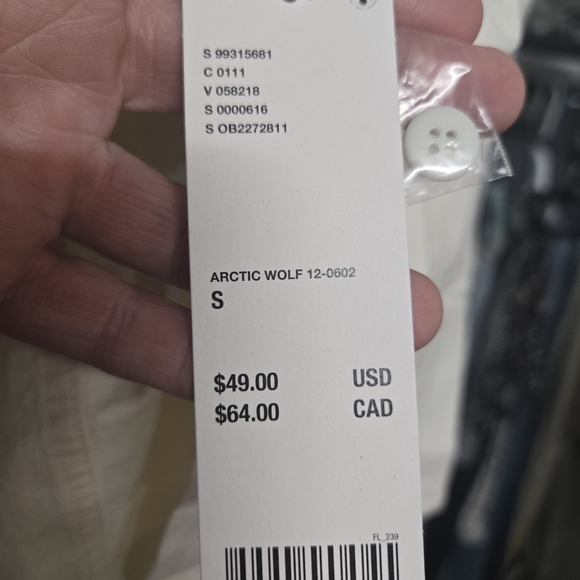 S 99315681
C 0111
V 058218
S 0000616
S OB2272811
ARCTIC WOLF 12-0602
S
$49.00 USD
$64.00 CAD
FL_239